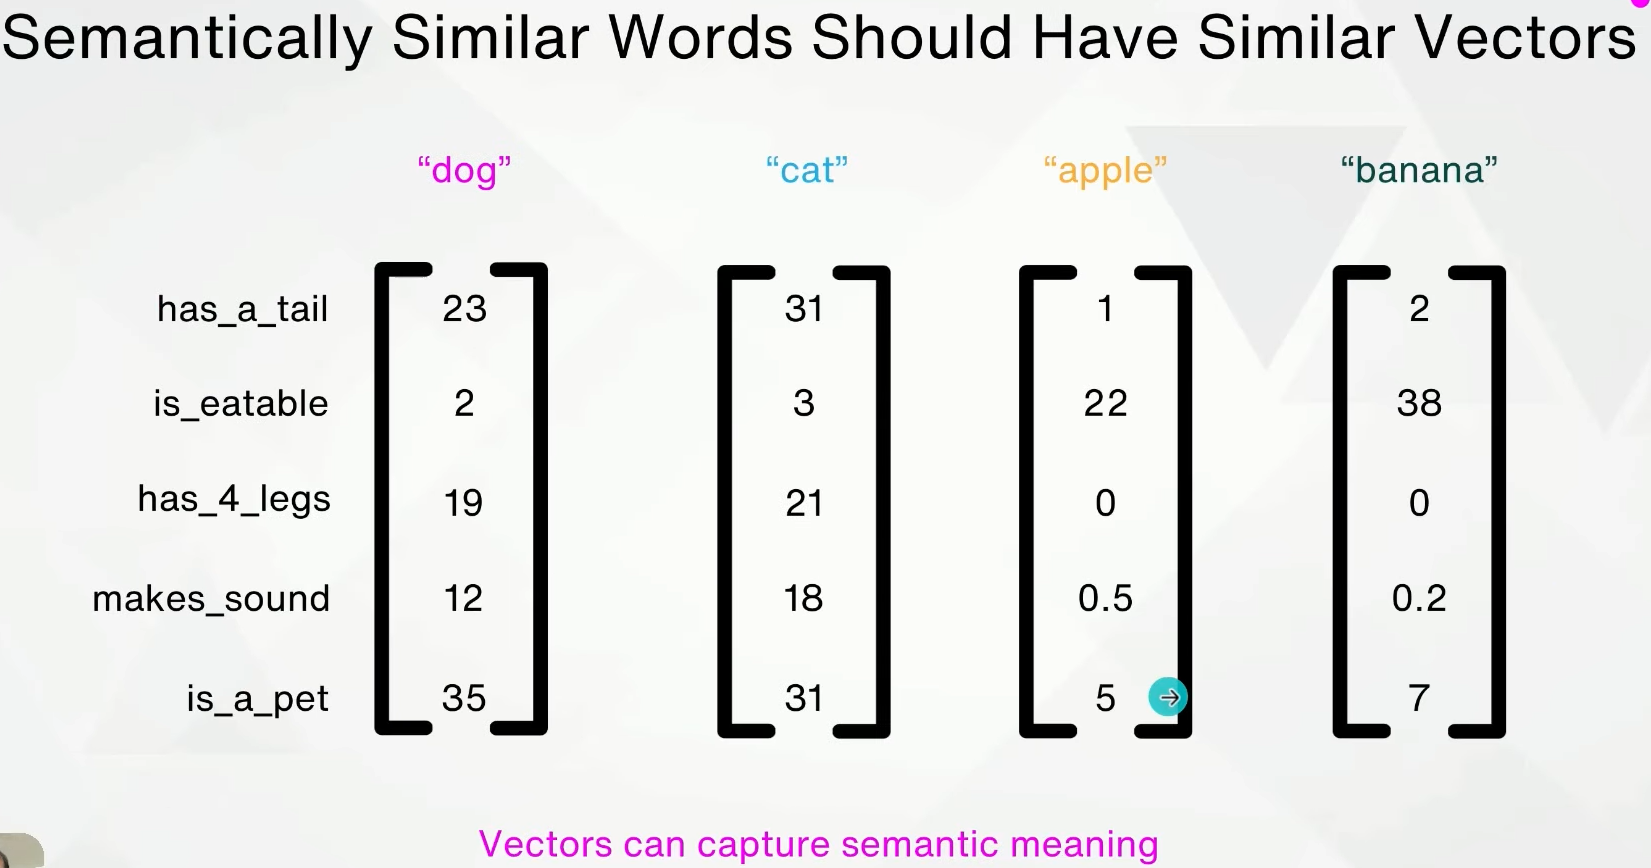 Semantically Similar Words Should Have Similar Vectors
“dog” “cat” “apple” “banana”
has_a_tail 23 31 1 2
is_eatable 2 3 22 38
has_4_legs 19 21 0 0
makes_sound 12 18 0.5 0.2
is_a_pet 35 31 5 7
Vectors can capture semantic meaning